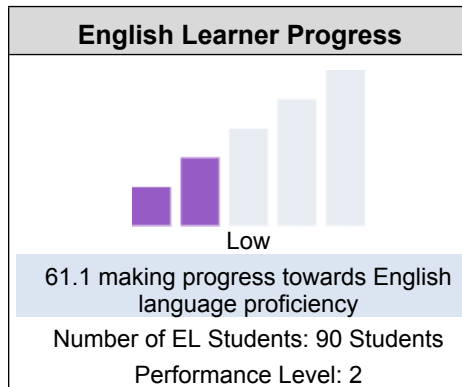 English Learner Progress
Low
61.1 making progress towards English
language proficiency
Number of EL Students: 90 Students
Performance Level: 2